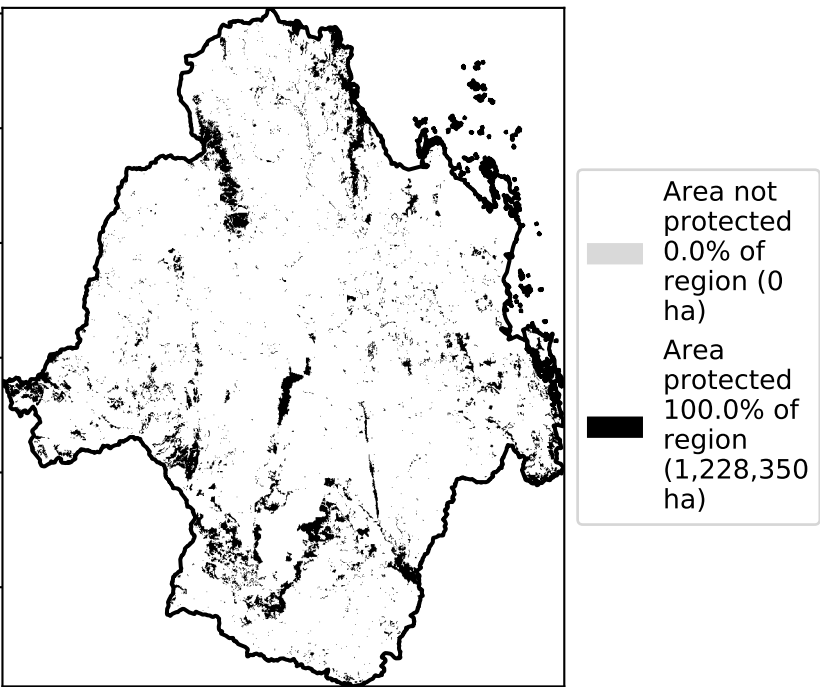 Area not
protected
0.0% of
region (0
ha)
Area
protected
100.0% of
region
(1,228,350
ha)